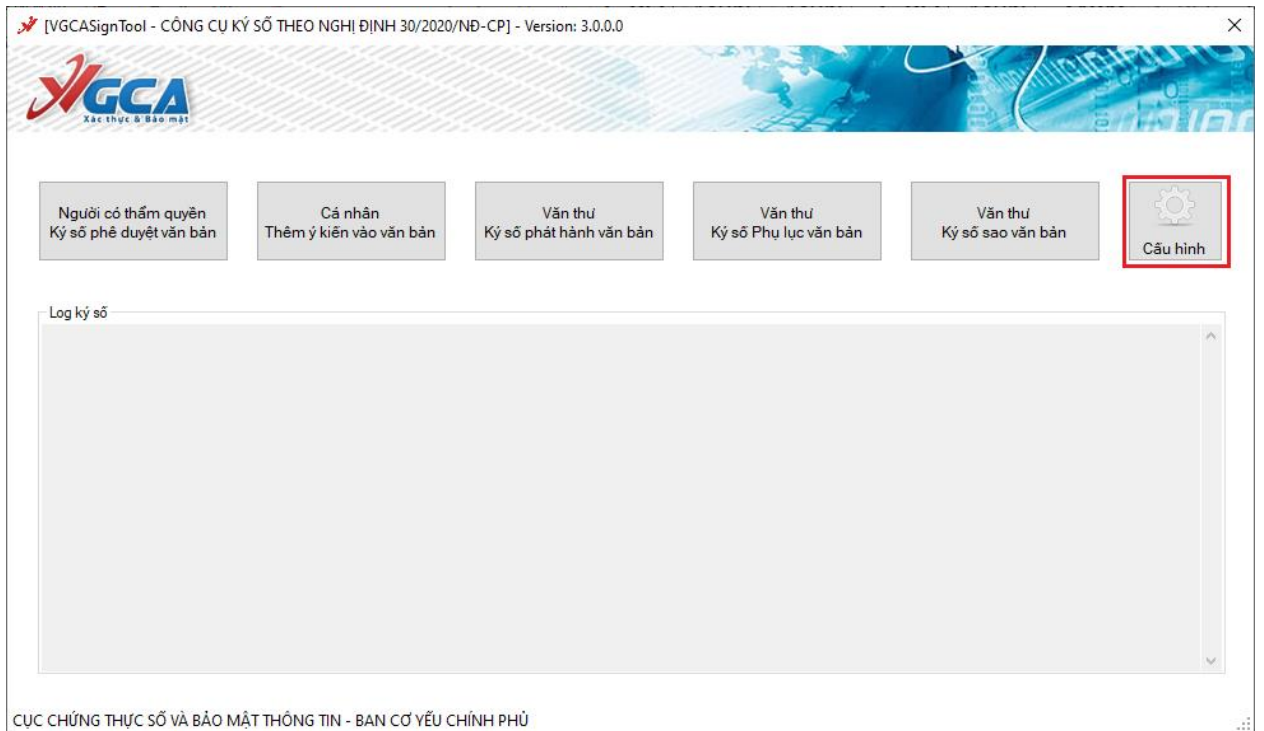 [VGCASignTool - CÔNG CỤ KÝ SỐ THEO NGHỊ ĐỊNH 30/2020/NĐ-CP] - Version: 3.0.0.0
VGCA
Xác thực & Bảo mật
Người có thẩm quyền
Ký số phê duyệt văn bản
Cá nhân
Thêm ý kiến vào văn bản
Văn thư
Ký số phát hành văn bản
Văn thư
Ký số Phụ lục văn bản
Văn thư
Ký số sao văn bản
Cấu hình
Log ký số
CỤC CHỨNG THỰC SỐ VÀ BẢO MẬT THÔNG TIN - BAN CƠ YẾU CHÍNH PHỦ